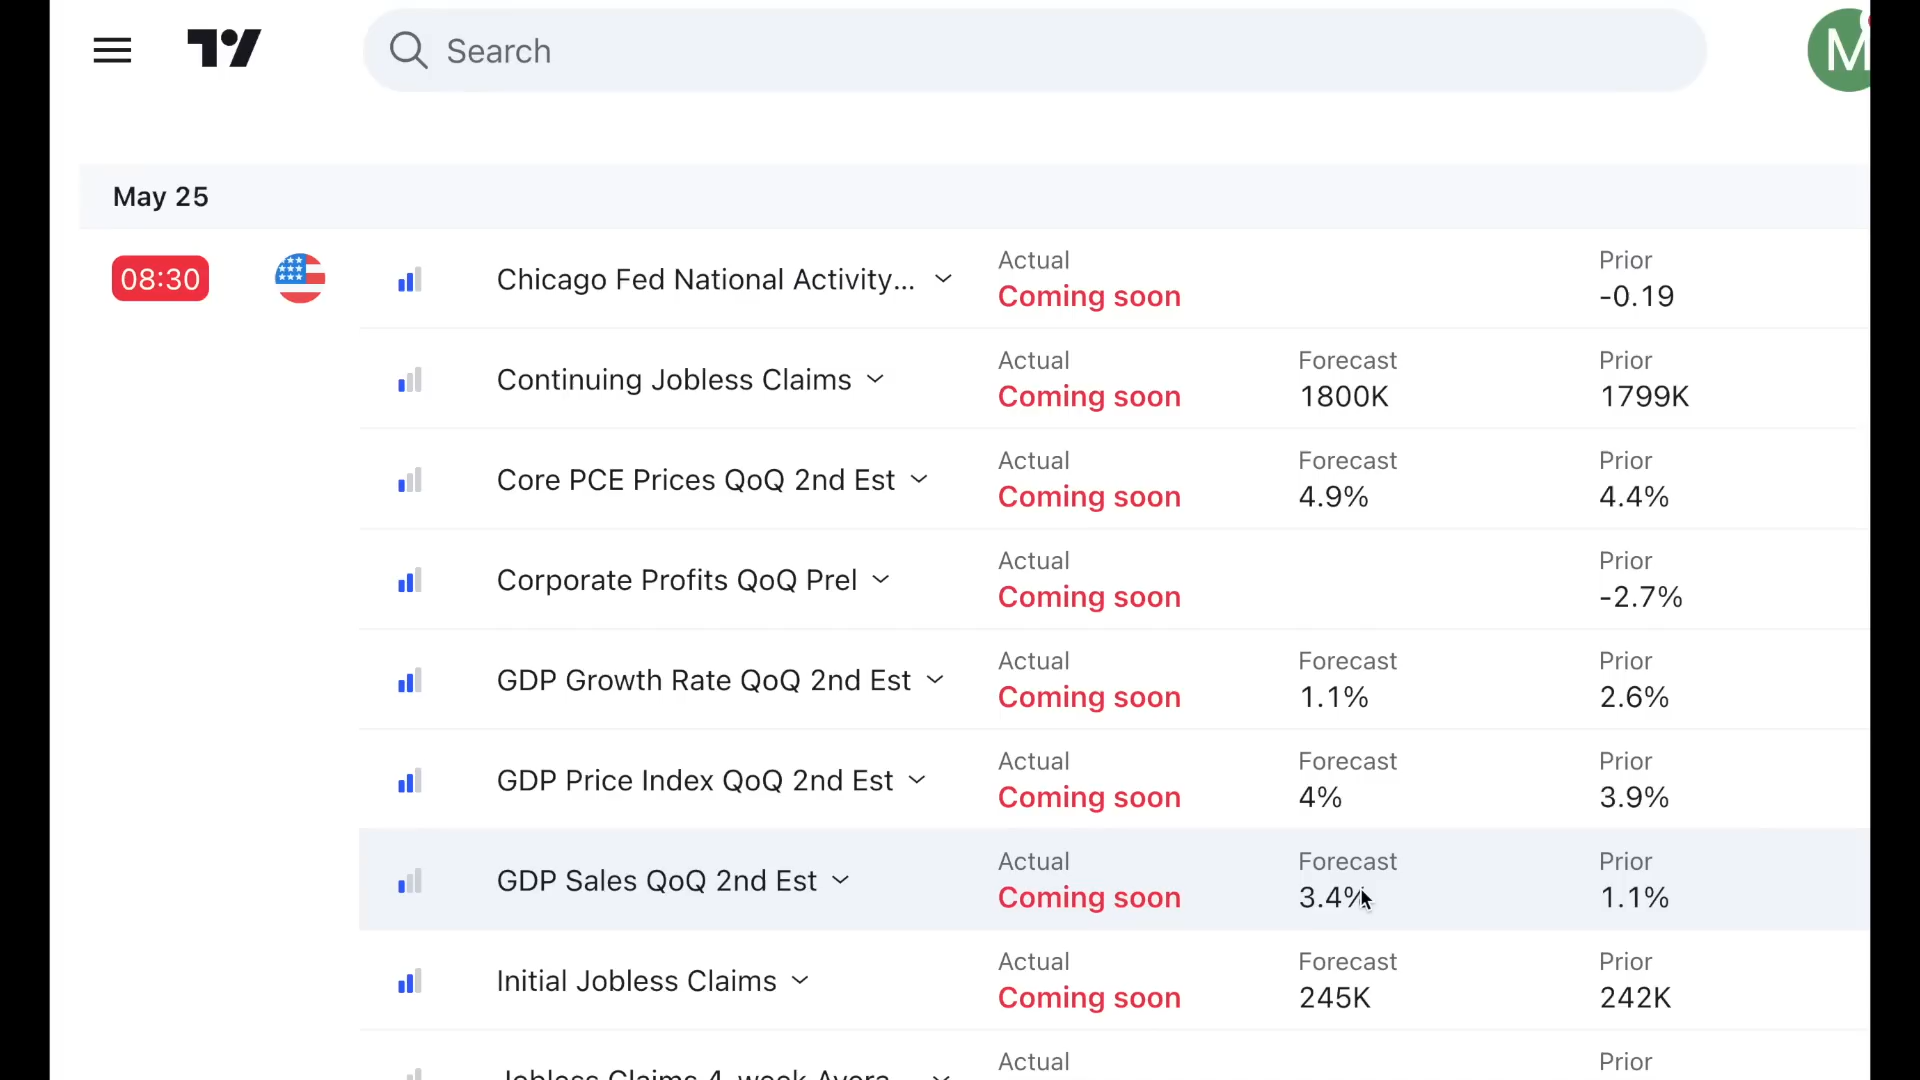 Search
M
May 25
08:30
Chicago Fed National Activity...
Actual
Coming soon
Prior
-0.19
Continuing Jobless Claims
Actual
Coming soon
Forecast
1800K
Prior
1799K
Core PCE Prices QoQ 2nd Est
Actual
Coming soon
Forecast
4.9%
Prior
4.4%
Corporate Profits QoQ Prel
Actual
Coming soon
Prior
-2.7%
GDP Growth Rate QoQ 2nd Est
Actual
Coming soon
Forecast
1.1%
Prior
2.6%
GDP Price Index QoQ 2nd Est
Actual
Coming soon
Forecast
4%
Prior
3.9%
GDP Sales QoQ 2nd Est
Actual
Coming soon
Forecast
3.4%
Prior
1.1%
Initial Jobless Claims
Actual
Coming soon
Forecast
245K
Prior
242K
Jobless Claims 4-week Avera...
Actual
Prior